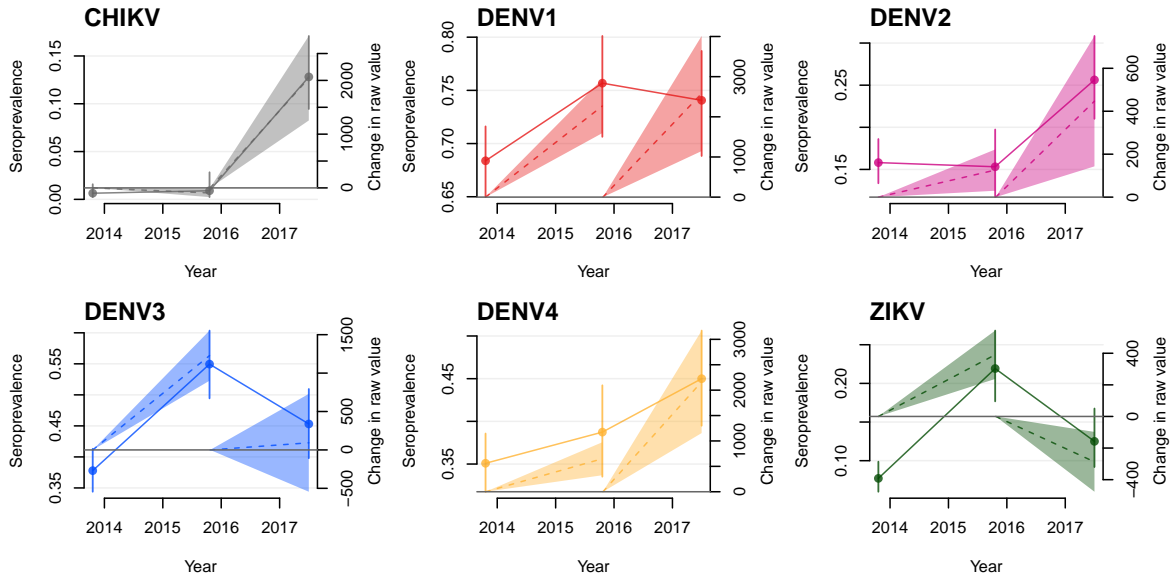 CHIKV
Seroprevalence
0.00 0.05 0.10 0.15
0 1000 2000
Change in raw value
2014 2015 2016 2017
Year
DENV1
Seroprevalence
0.65 0.70 0.75 0.80
0 1000 3000
Change in raw value
2014 2015 2016 2017
Year
DENV2
Seroprevalence
0.15 0.25
0 200 400 600
Change in raw value
2014 2015 2016 2017
Year
DENV3
Seroprevalence
0.35 0.45 0.55
−500 0 500 1500
Change in raw value
2014 2015 2016 2017
Year
DENV4
Seroprevalence
0.35 0.45
0 1000 2000 3000
Change in raw value
2014 2015 2016 2017
Year
ZIKV
Seroprevalence
0.10 0.20
−400 0 400
Change in raw value
2014 2015 2016 2017
Year